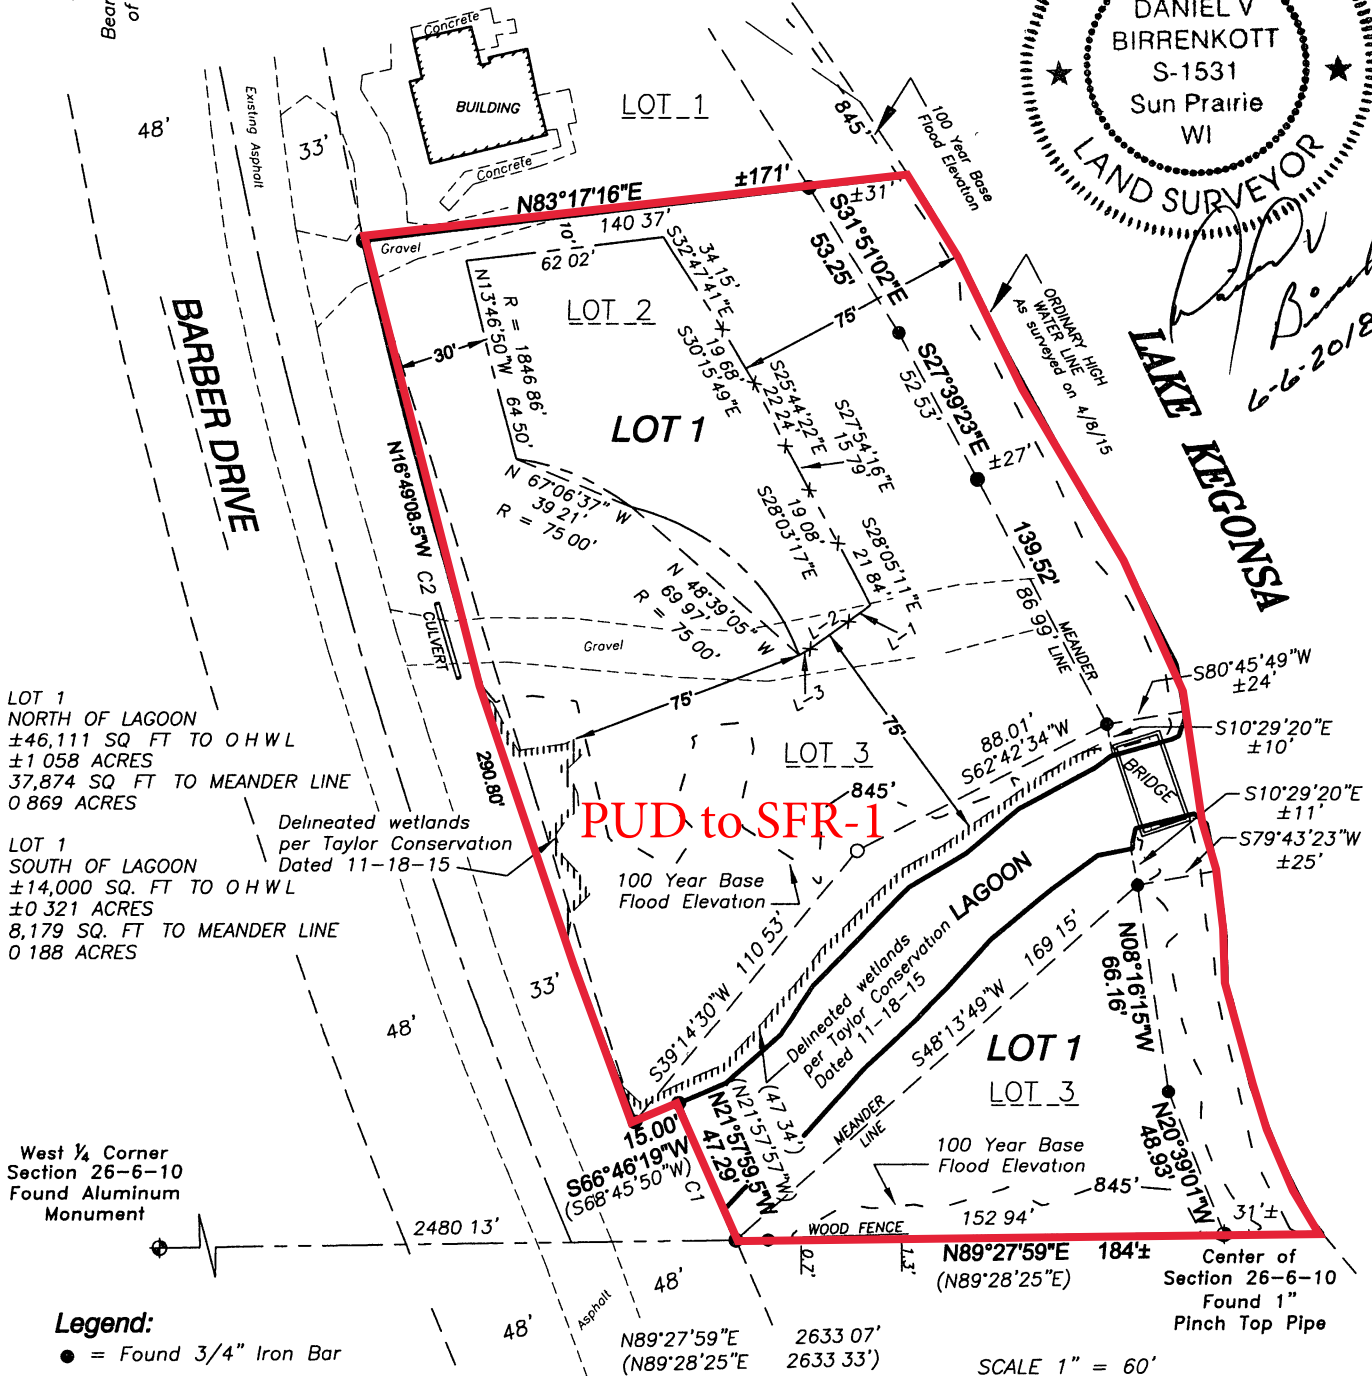 Bear
of
Concrete
BUILDING
Concrete
LOT 1
DANIEL V
BIRRENKOTT
S-1531
Sun Prairie
WI
LAND SURVEYOR
6-6-2018
48'
33'
Existing Asphalt
845'
100 Year Base
Flood Elevation
N83°17'16"E
±171'
±31'
140 37'
Gravel
10'
62 02'
S32°47'41"E
34 15'
S31°51'02"E
53.25'
75'
LOT 2
N13°46'50"W 64 50'
R = 1846 86'
30'
19 68'
S30°15'49"E
ORDINARY HIGH
WATER LINE
As surveyed on 4/8/15
LAKE KEGONSA
BARBER DRIVE
LOT 1
S25°44'22"E
22 24'
S27°54'16"E
15 79'
S27°39'23"E
52 53'
±27'
N 67°06'37" W
39 21'
R = 75 00'
19 08'
S28°03'17"E
S28°05'11"E
21 84'
139.52'
86 99'
MEANDER
LINE
N16°49'08.5"W C2
CULVERT
N 48°39'05" W
69 97'
R = 75 00'
Gravel
L-2
L-1
L-3
75'
75'
S80°45'49"W
±24'
S10°29'20"E
±10'
LOT 1
NORTH OF LAGOON
±46,111 SQ FT TO O H W L
±1 058 ACRES
37,874 SQ FT TO MEANDER LINE
0 869 ACRES
290.80'
LOT 3
88.01'
S62°42'34"W
BRIDGE
S10°29'20"E
±11'
S79°43'23"W
±25'
845'
PUD to SFR-1
Delineated wetlands
per Taylor Conservation
Dated 11-18-15
LOT 1
SOUTH OF LAGOON
±14,000 SQ. FT TO O H W L
±0 321 ACRES
8,179 SQ. FT TO MEANDER LINE
0 188 ACRES
100 Year Base
Flood Elevation
LAGOON
Delineated wetlands
per Taylor Conservation
Dated 11-18-15
S39°14'30"W 110 53'
S48°13'49"W 169 15'
N08°16'15"W
66.16'
33'
48'
LOT 1
LOT 3
(47 34')
MEANDER
LINE
N20°39'01"W
48.93'
15.00'
S66°46'19"W
(S68°45'50"W)
C1
N21°57'59.5"W
47.29'
(N21°57'57"W)
100 Year Base
Flood Elevation
845'
West ¼ Corner
Section 26-6-10
Found Aluminum
Monument
2480 13'
WOOD FENCE
152 94'
31'±
0.7'
1.3'
N89°27'59"E 184'±
(N89°28'25"E)
Center of
Section 26-6-10
Found 1"
Pinch Top Pipe
48'
48'
Asphalt
Legend:
= Found 3/4" Iron Bar
N89°27'59"E 2633 07'
(N89°28'25"E 2633 33')
SCALE 1" = 60'